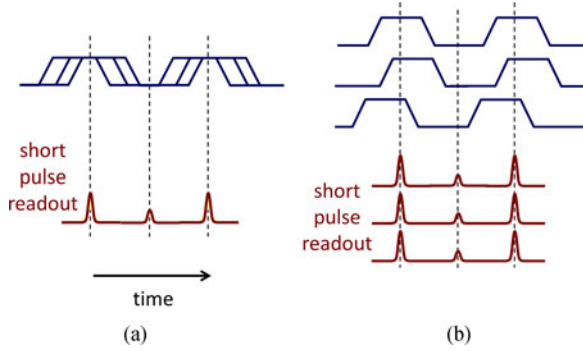 short
pulse
readout
time
(a)
short
pulse
readout
(b)